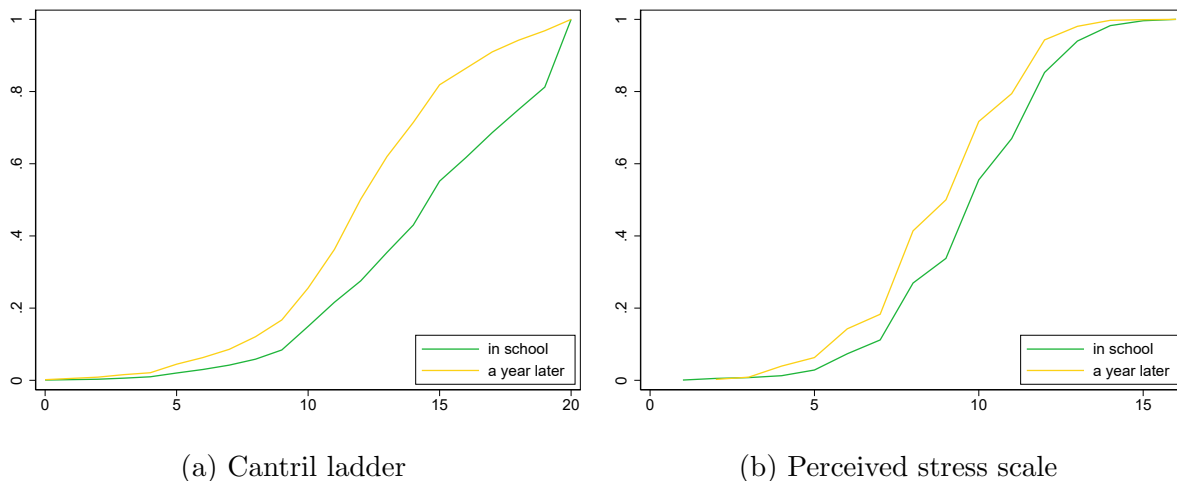 1
.8
.6
.4
.2
0
0 5 10 15 20
in school
a year later
(a) Cantril ladder
1
.8
.6
.4
.2
0
0 5 10 15
in school
a year later
(b) Perceived stress scale